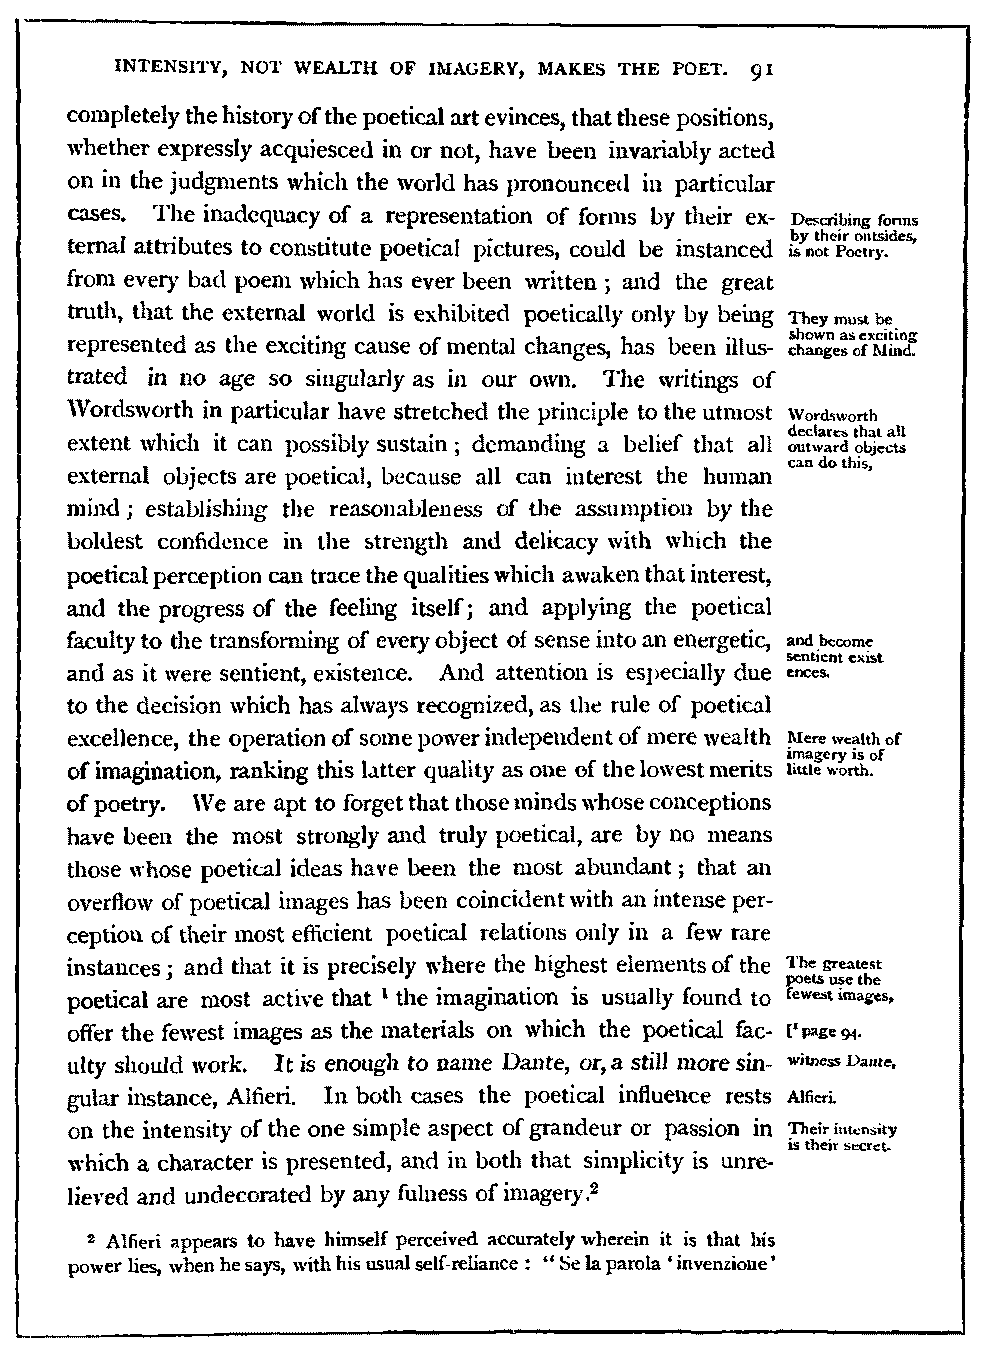 INTENSITY, NOT WEALTH OF IMAGERY, MAKES THE POET. 91
completely the history of the poetical art evinces, that these positions,
whether expressly acquiesced in or not, have been invariably acted
on in the judgments which the world has pronounced in particular
cases. The inadequacy of a representation of forms by their ex-
ternal attributes to constitute poetical pictures, could be instanced
from every bad poem which has ever been written ; and the great
truth, that the external world is exhibited poetically only by being
represented as the exciting cause of mental changes, has been illus-
trated in no age so singularly as in our own. The writings of
Wordsworth in particular have stretched the principle to the utmost
extent which it can possibly sustain ; demanding a belief that all
external objects are poetical, because all can interest the human
mind ; establishing the reasonableness of the assumption by the
boldest confidence in the strength and delicacy with which the
poetical perception can trace the qualities which awaken that interest,
and the progress of the feeling itself ; and applying the poetical
faculty to the transforming of every object of sense into an energetic,
and as it were sentient, existence. And attention is especially due
to the decision which has always recognized, as the rule of poetical
excellence, the operation of some power independent of mere wealth
of imagination, ranking this latter quality as one of the lowest merits
of poetry. We are apt to forget that those minds whose conceptions
have been the most strongly and truly poetical, are by no means
those whose poetical ideas have been the most abundant ; that an
overflow of poetical images has been coincident with an intense per-
ception of their most efficient poetical relations only in a few rare
instances ; and that it is precisely where the highest elements of the
poetical are most active that ¹ the imagination is usually found to
offer the fewest images as the materials on which the poetical fac-
ulty should work. It is enough to name Dante, or, a still more sin-
gular instance, Alfieri. In both cases the poetical influence rests
on the intensity of the one simple aspect of grandeur or passion in
which a character is presented, and in both that simplicity is unre-
lieved and undecorated by any fulness of imagery.²
² Alfieri appears to have himself perceived accurately wherein it is that his
power lies, when he says, with his usual self-reliance : “ Se la parola ‘ invenzione ’
Describing forms
by their outsides,
is not Poetry.
They must be
shown as exciting
changes of Mind.
Wordsworth
declares that all
outward objects
can do this,
and become
sentient exist
ences.
Mere wealth of
imagery is of
little worth.
The greatest
poets use the
fewest images,
[¹ page 94.
witness Dante,
Alfieri.
Their intensity
is their secret.